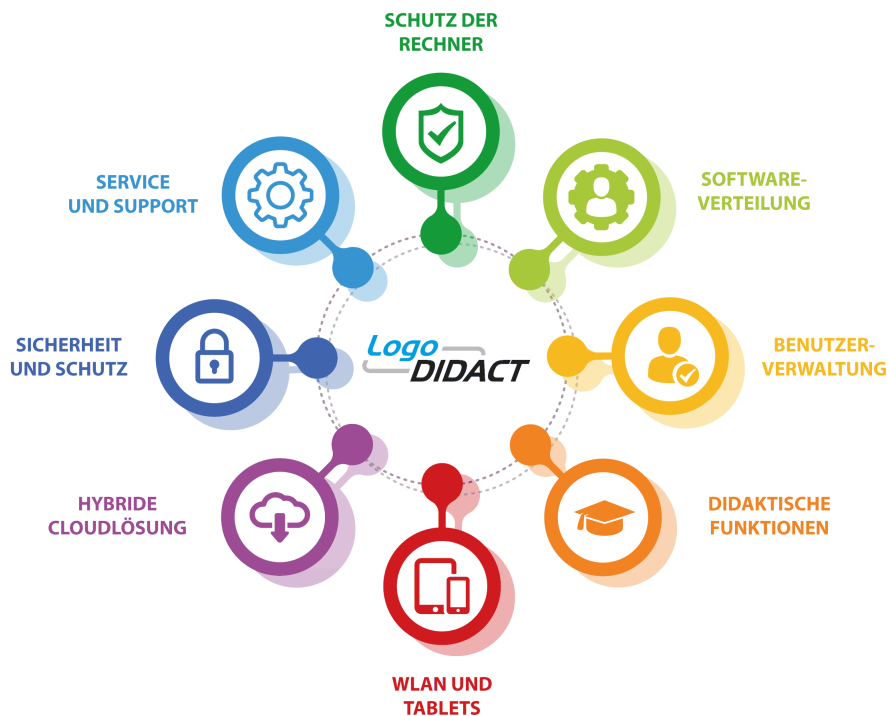 SCHUTZ DER
RECHNER
SOFTWARE-
VERTEILUNG
BENUTZER-
VERWALTUNG
DIDAKTISCHE
FUNKTIONEN
WLAN UND
TABLETS
HYBRIDE
CLOUDLÖSUNG
SICHERHEIT
UND SCHUTZ
SERVICE
UND SUPPORT
Logo
DIDACT